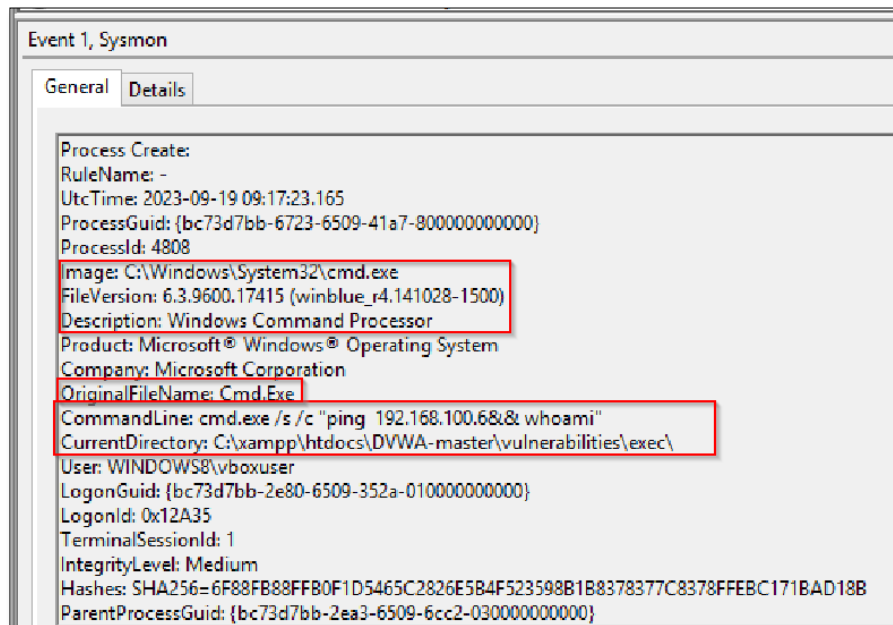 Event 1, Sysmon
General Details
Process Create:
RuleName: -
UtcTime: 2023-09-19 09:17:23.165
ProcessGuid: {bc73d7bb-6723-6509-41a7-800000000000}
ProcessId: 4808
Image: C:\Windows\System32\cmd.exe
FileVersion: 6.3.9600.17415 (winblue_r4.141028-1500)
Description: Windows Command Processor
Product: Microsoft® Windows® Operating System
Company: Microsoft Corporation
OriginalFileName: Cmd.Exe
CommandLine: cmd.exe /s /c "ping  192.168.100.6&& whoami"
CurrentDirectory: C:\xampp\htdocs\DVWA-master\vulnerabilities\exec\
User: WINDOWS8\vboxuser
LogonGuid: {bc73d7bb-2e80-6509-352a-010000000000}
LogonId: 0x12A35
TerminalSessionId: 1
IntegrityLevel: Medium
Hashes: SHA256=6F88FB88FFB0F1D5465C2826E5B4F523598B1B8378377C8378FFEBC171BAD18B
ParentProcessGuid: {bc73d7bb-2ea3-6509-6cc2-030000000000}